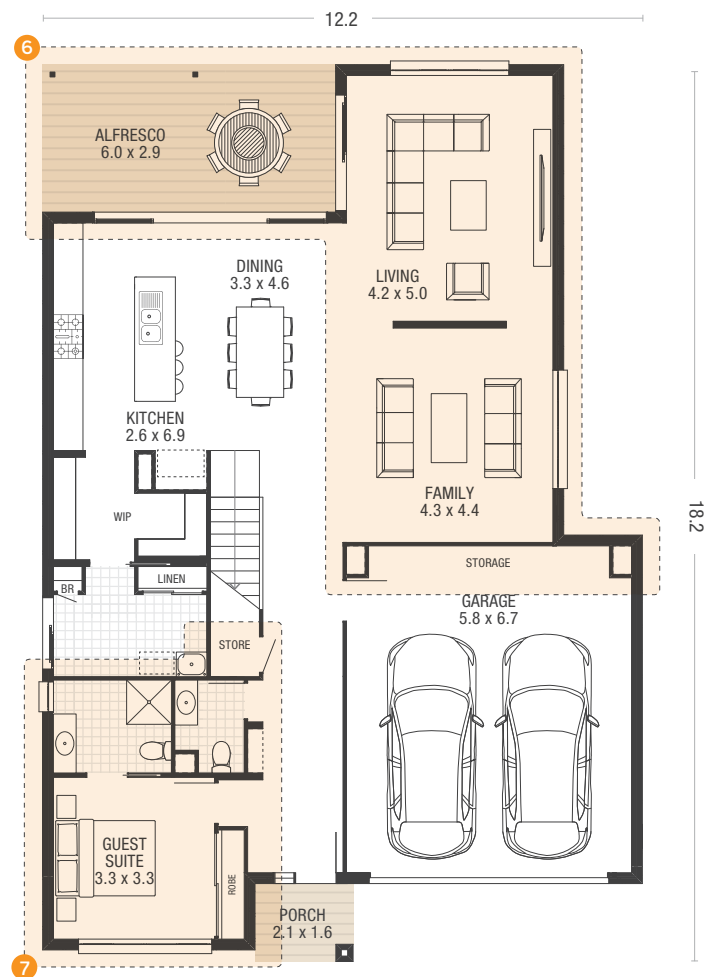 12.2
6
ALFRESCO
6.0 x 2.9
DINING
3.3 x 4.6
LIVING
4.2 x 5.0
KITCHEN
2.6 x 6.9
FAMILY
4.3 x 4.4
18.2
WIP
STORAGE
LINEN
BR
GARAGE
5.8 x 6.7
STORE
GUEST
SUITE
3.3 x 3.3
ROBE
PORCH
2.1 x 1.6
7